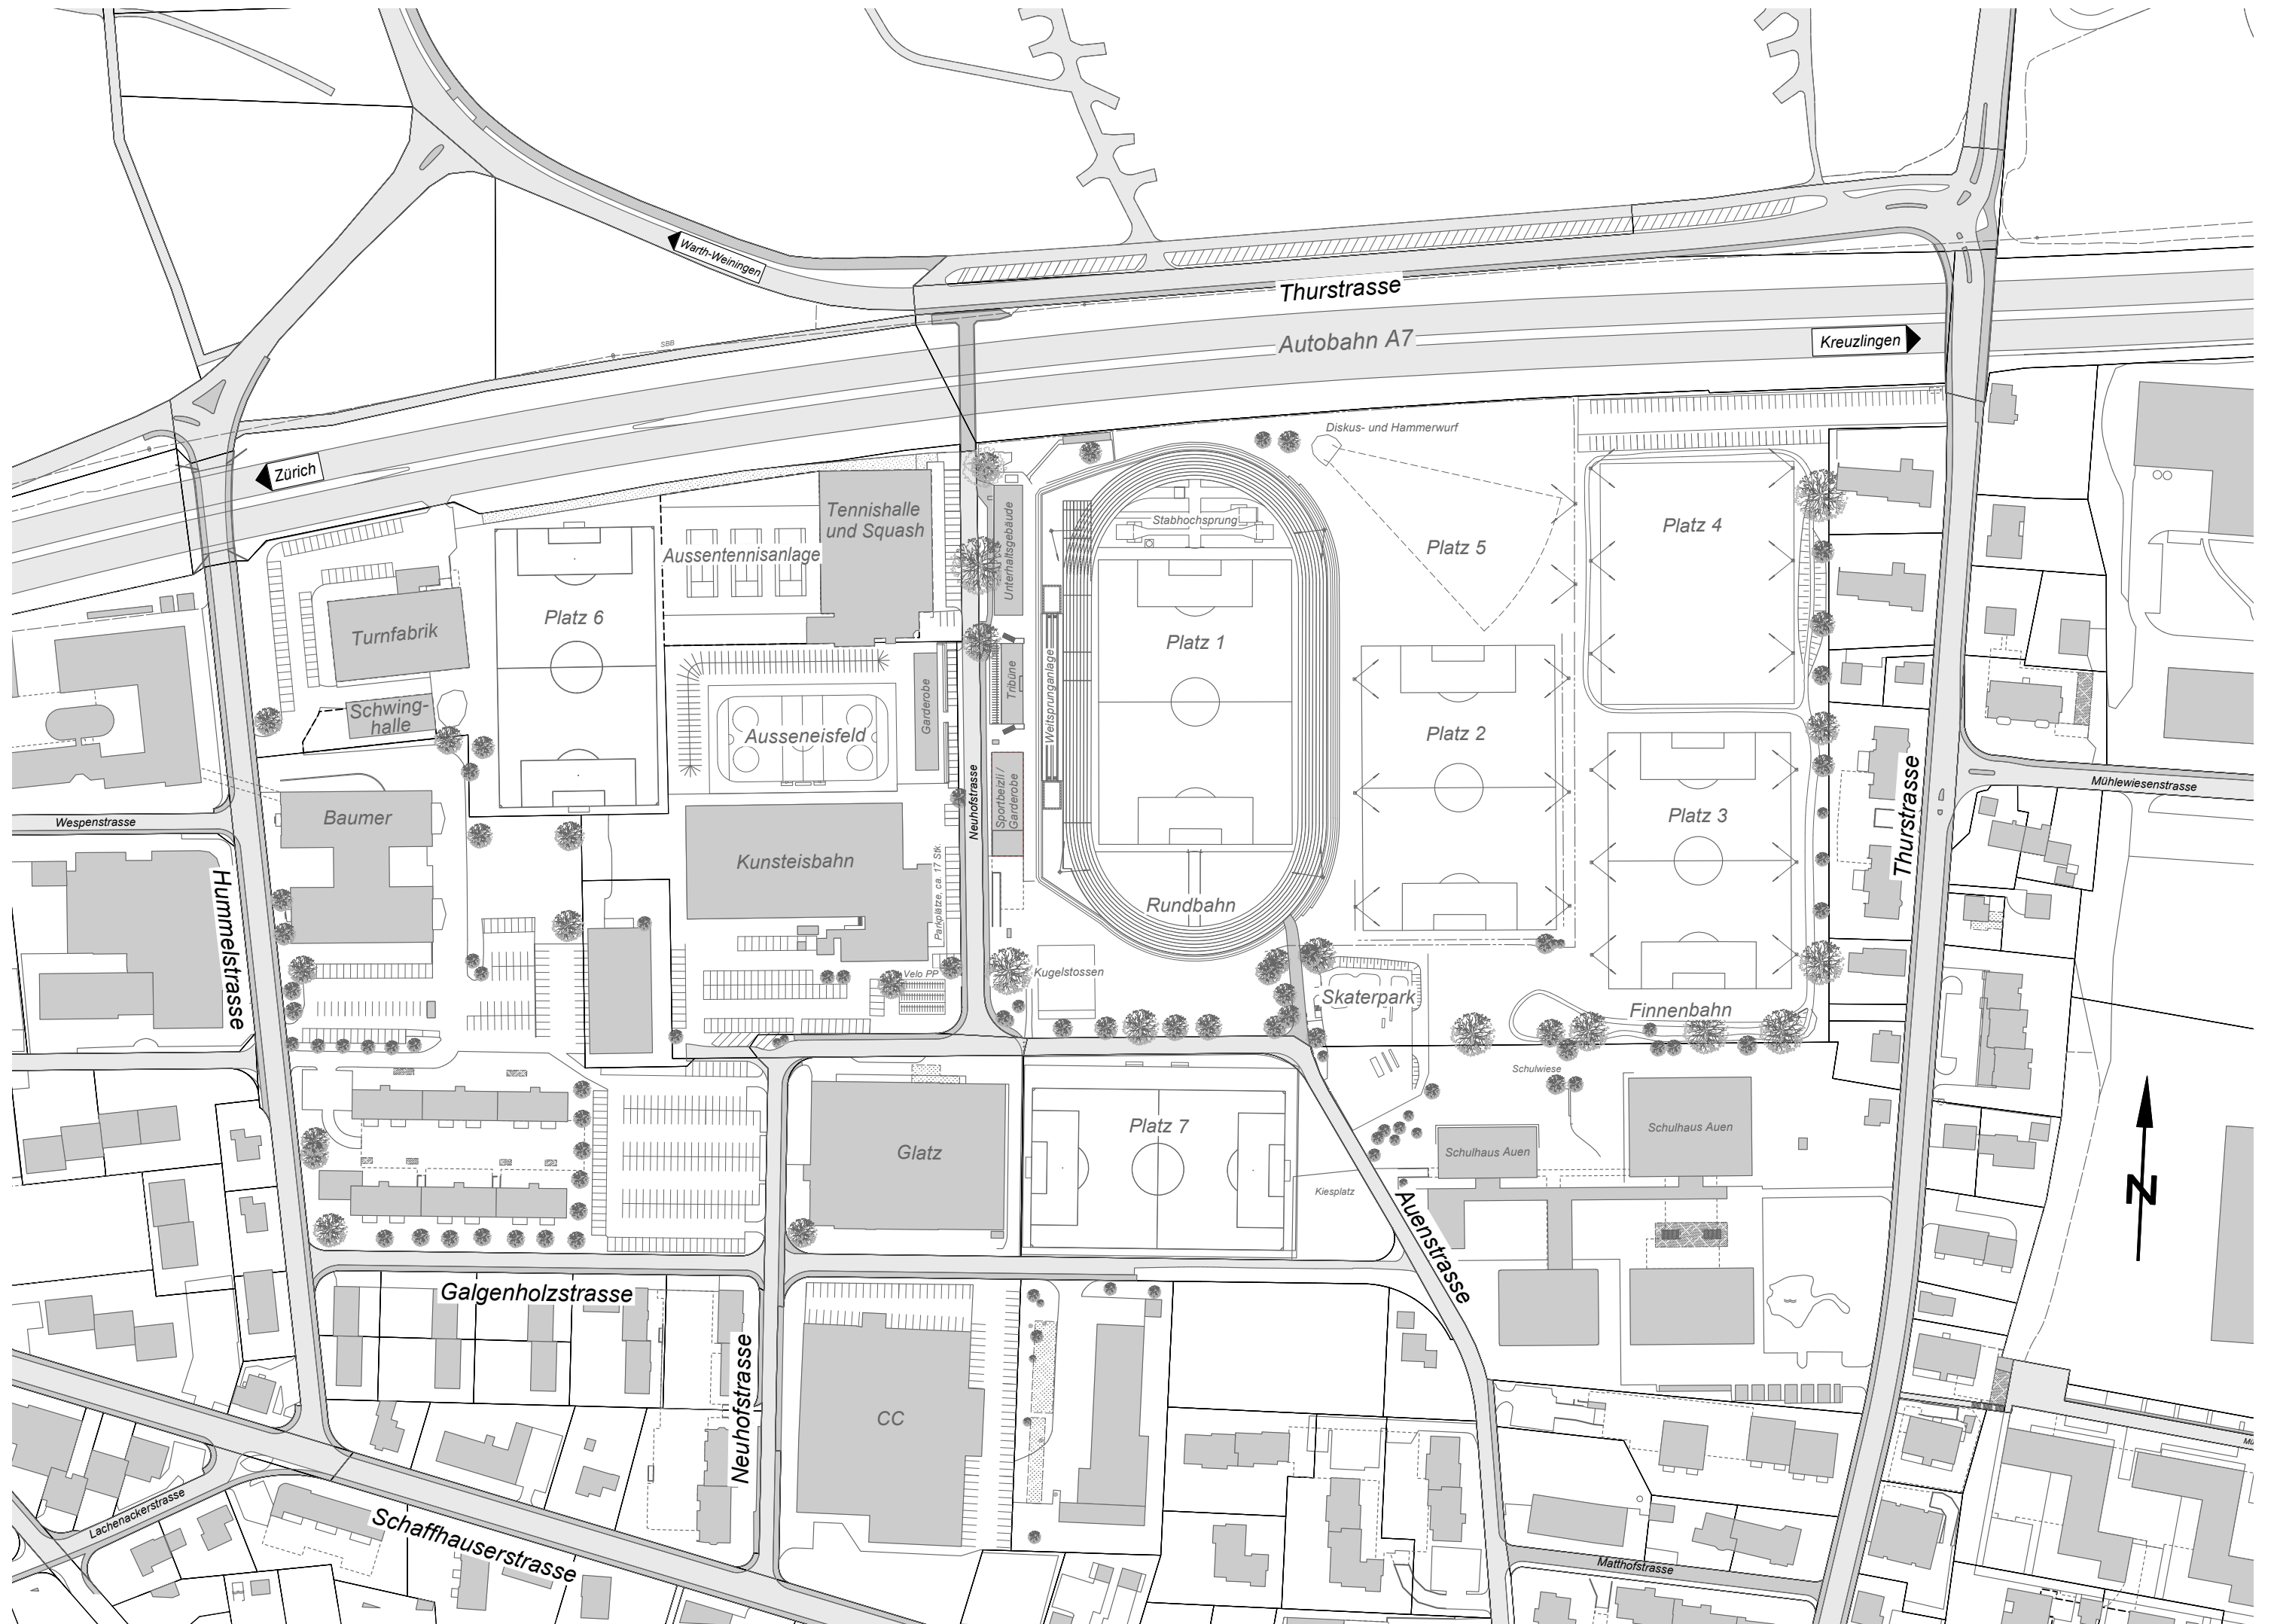 Warth-Weiningen
Thurstrasse
SBB
Autobahn A7
Kreuzlingen
Zürich
Diskus- und Hammerwurf
Tennishalle
und Squash
Stabhochsprung
Platz 4
Platz 5
Aussentennisanlage
Unterhaltsgebäude
Platz 6
Turnfabrik
Platz 1
Tribüne
Weitsprunganlage
Garderobe
Schwing-
halle
Ausseneisfeld
Platz 2
Mühlewiesenstrasse
Sportbeizli /
Garderobe
Neuhofstrasse
Wespenstrasse
Baumer
Platz 3
Thurstrasse
Kunsteisbahn
Parkplätze, ca. 17 Stk.
Rundbahn
Hummelstrasse
Velo PP
Kugelstossen
Skaterpark
Finnenbahn
Schulwiese
Platz 7
Schulhaus Auen
Schulhaus Auen
Glatz
Kiesplatz
N
Auenstrasse
Galgenholzstrasse
Neuhofstrasse
CC
Mü
Lachenackerstrasse
Schaffhauserstrasse
Matthofstrasse